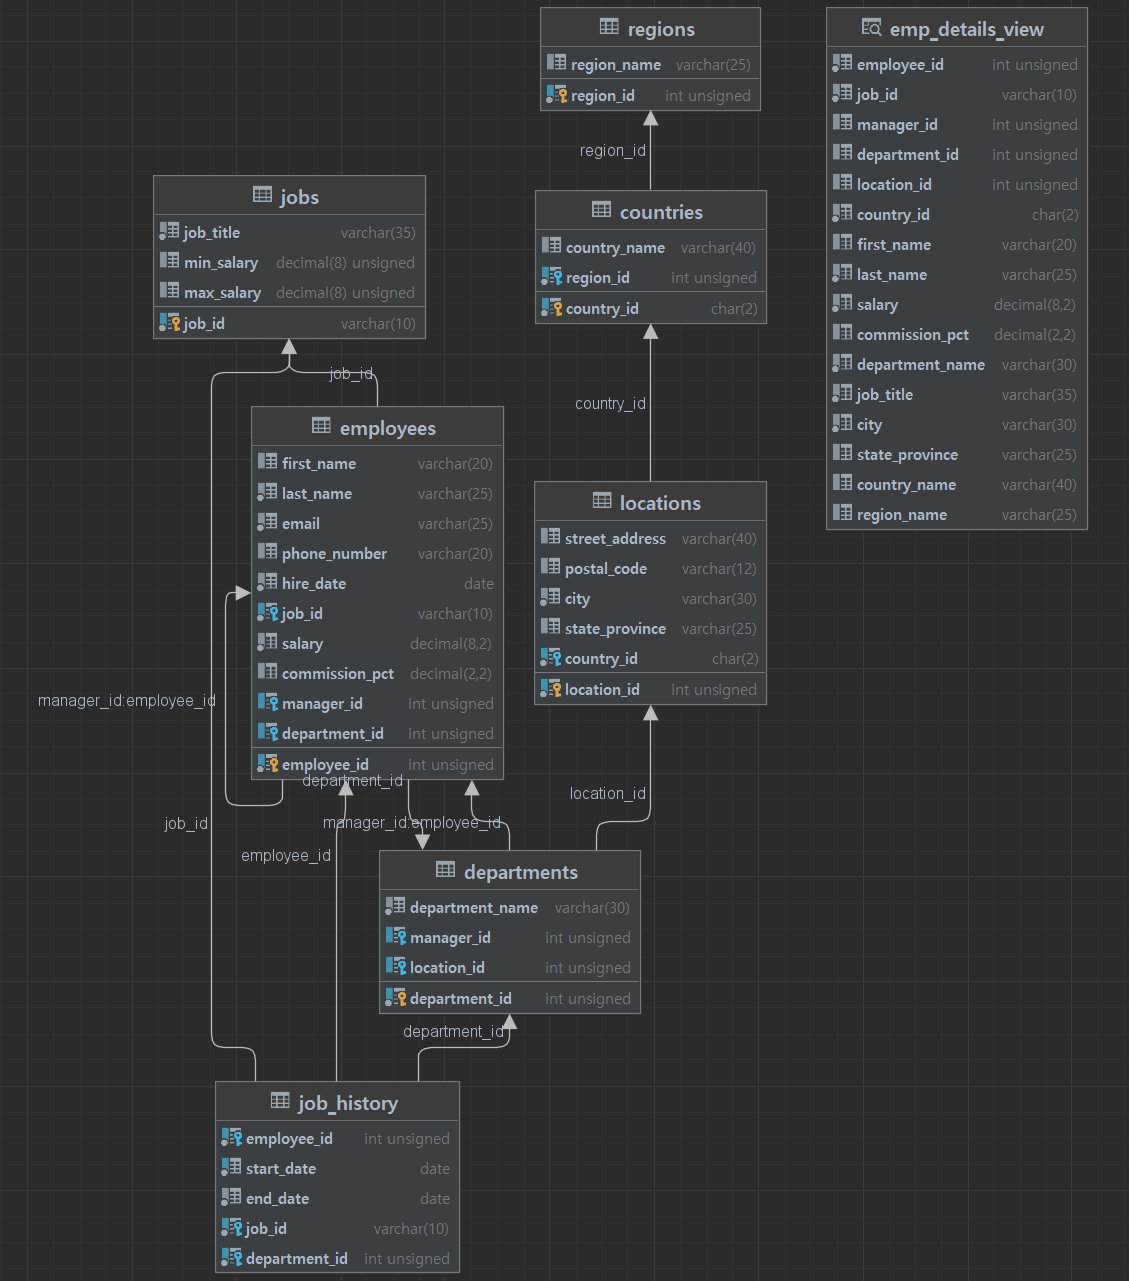 regions
region_name varchar(25)
region_id int unsigned
emp_details_view
employee_id int unsigned
job_id varchar(10)
manager_id int unsigned
department_id int unsigned
location_id int unsigned
country_id char(2)
first_name varchar(20)
last_name varchar(25)
salary decimal(8,2)
commission_pct decimal(2,2)
department_name varchar(30)
job_title varchar(35)
city varchar(30)
state_province varchar(25)
country_name varchar(40)
region_name varchar(25)
region_id
jobs
job_title varchar(35)
min_salary decimal(8) unsigned
max_salary decimal(8) unsigned
job_id varchar(10)
countries
country_name varchar(40)
region_id int unsigned
country_id char(2)
job_id
country_id
employees
first_name varchar(20)
last_name varchar(25)
email varchar(25)
phone_number varchar(20)
hire_date date
job_id varchar(10)
salary decimal(8,2)
commission_pct decimal(2,2)
manager_id int unsigned
department_id int unsigned
employee_id int unsigned
locations
street_address varchar(40)
postal_code varchar(12)
city varchar(30)
state_province varchar(25)
country_id char(2)
location_id int unsigned
manager_id:employee_id
department_id
location_id
job_id
manager_id:employee_id
employee_id
departments
department_name varchar(30)
manager_id int unsigned
location_id int unsigned
department_id int unsigned
department_id
job_history
employee_id int unsigned
start_date date
end_date date
job_id varchar(10)
department_id int unsigned